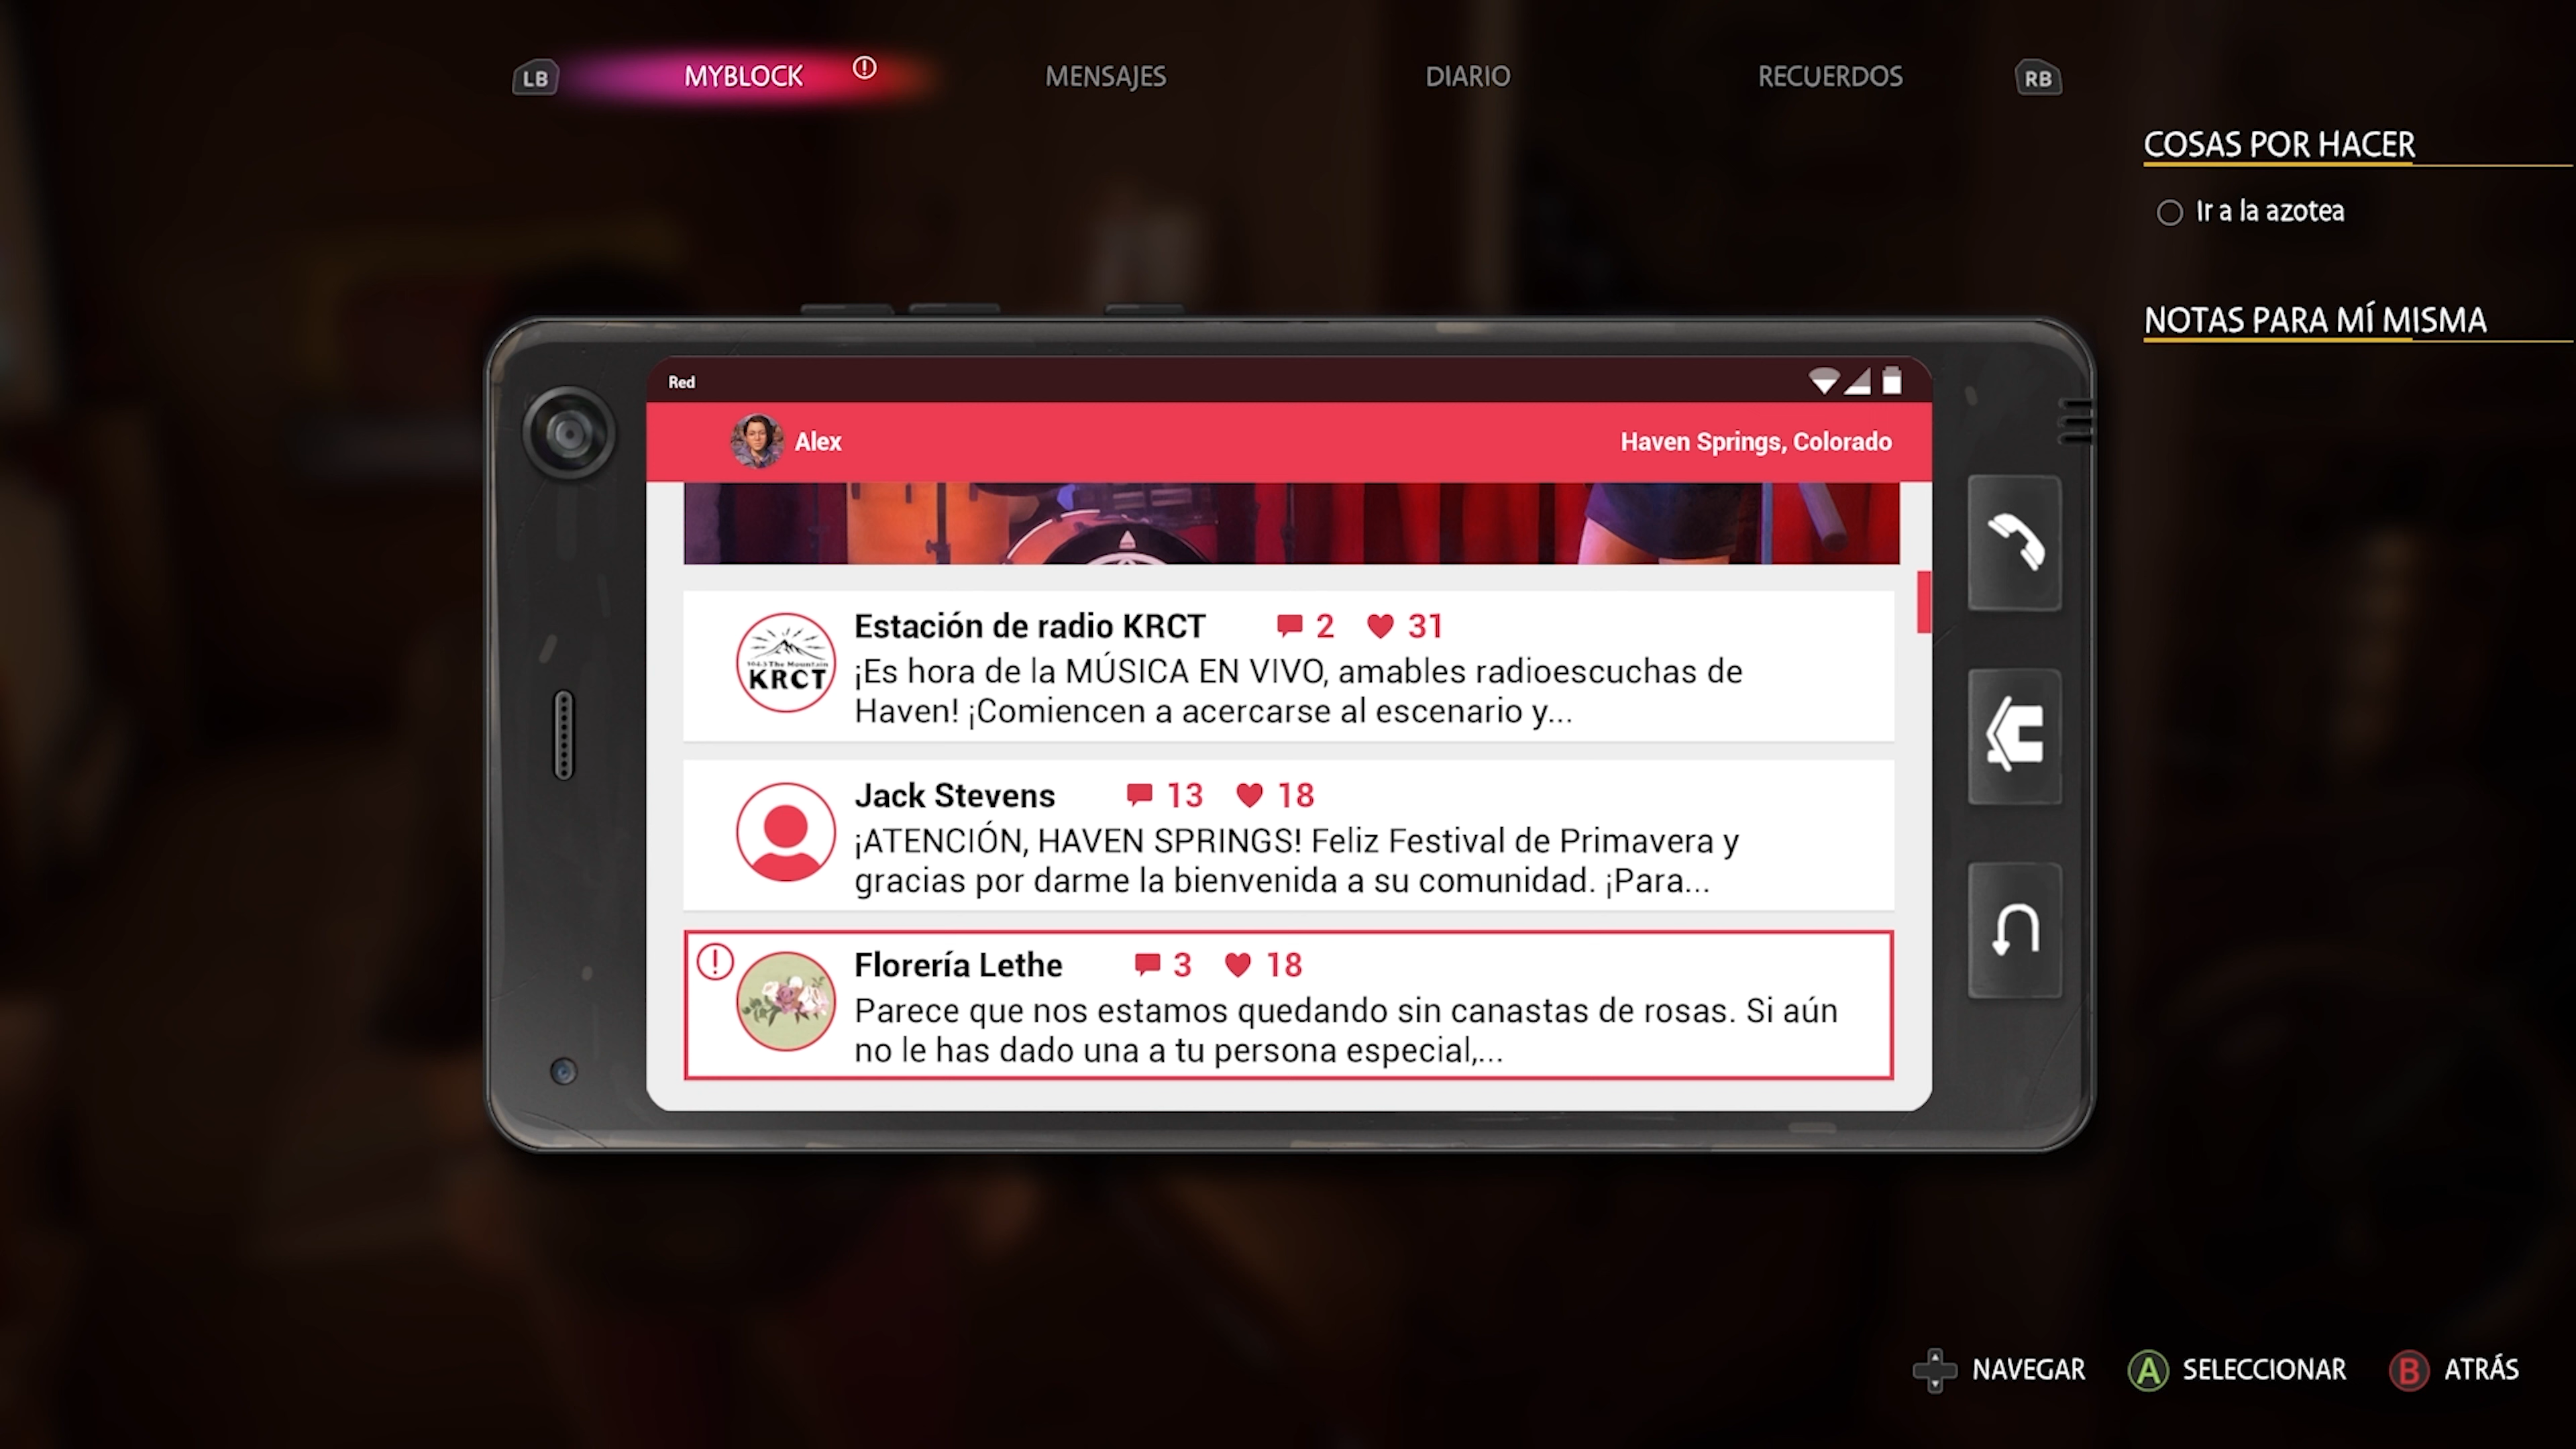 LB
MYBLOCK
MENSAJES
DIARIO
RECUERDOS
RB
COSAS POR HACER
Ir a la azotea
NOTAS PARA MÍ MISMA
Red
Alex
Haven Springs, Colorado
104.5 The Mountain
KRCT
Estación de radio KRCT 2 31
¡Es hora de la MÚSICA EN VIVO, amables radioescuchas de
Haven! ¡Comiencen a acercarse al escenario y...
Jack Stevens 13 18
¡ATENCIÓN, HAVEN SPRINGS! Feliz Festival de Primavera y
gracias por darme la bienvenida a su comunidad. ¡Para...
Florería Lethe 3 18
Parece que nos estamos quedando sin canastas de rosas. Si aún
no le has dado una a tu persona especial,...
NAVEGAR
A SELECCIONAR
B ATRÁS